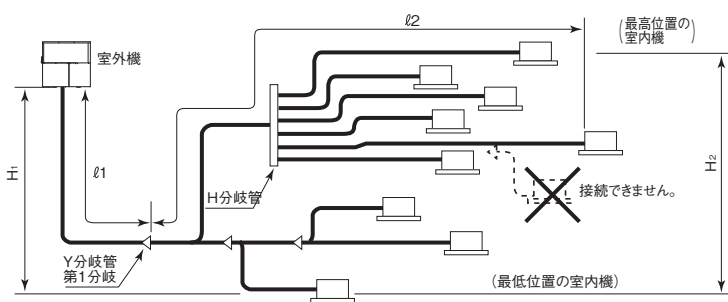 ℓ2
(最高位置の
室内機)
室外機
H1
ℓ1
H分岐管
H2
接続できません。
Y分岐管
第1分岐
(最低位置の室内機)